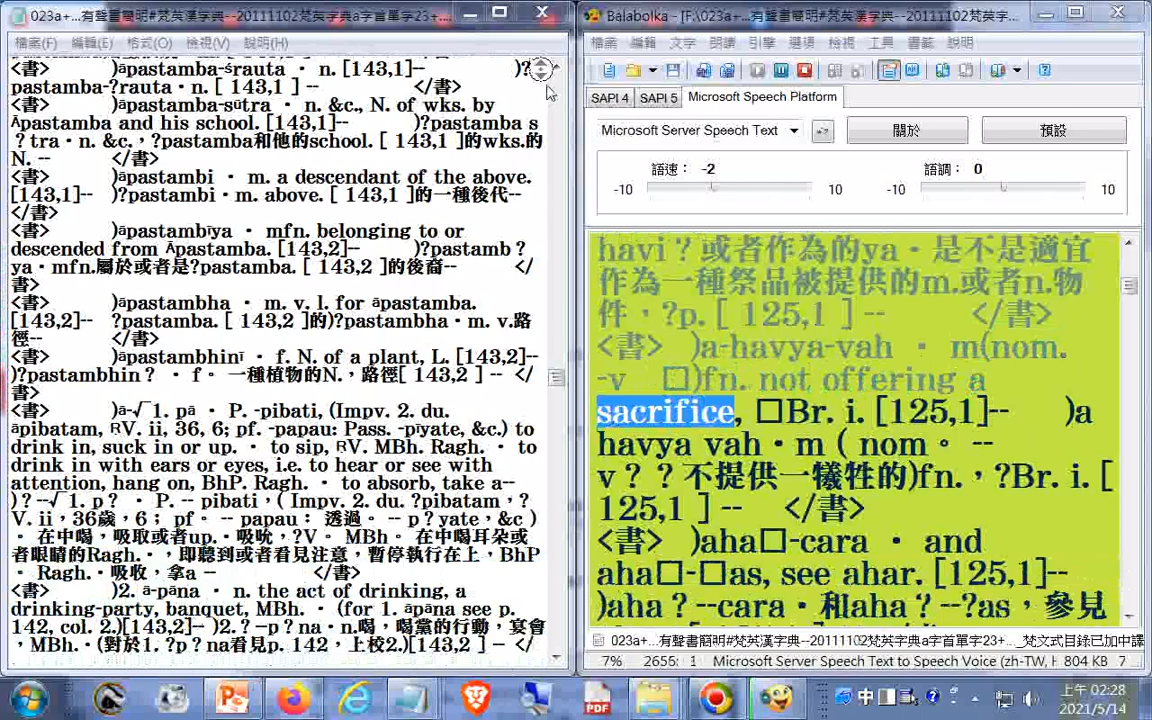 023a+...有聲書簡明#梵英漢字典--20111102梵英字典a字首單字23+...
檔案(F) 編輯(E) 格式(O) 檢視(V) 說明(H)
<書> )āpastamba-śrauta · n. [143,1]-- )?
pastamba-?rauta · n. [ 143,1 ] -- </書>
<書> )āpastamba-sūtra · n. &c., N. of wks. by
Āpastamba and his school. [143,1]-- )?pastamba s
? tra · n. &c. , ?pastamba和他的school. [ 143,1 ]的wks.的
N. -- </書>
<書> )āpastambi · m. a descendant of the above.
[143,1]-- )?pastambi · m. above. [ 143,1 ]的一種後代 --
</書>
<書> )āpastambīya · mfn. belonging to or
descended from Āpastamba. [143,2]-- )?pastamb ?
ya · mfn.屬於或者是?pastamba. [ 143,2 ]的後裔-- </
書>
<書> )āpastambha · m. v. l. for āpastamba.
[143,2]-- ?pastamba. [ 143,2 ]的)?pastambha · m. v.路
徑-- </書>
<書> )āpastambhinī · f. N. of a plant, L. [143,2]--
)?pastambhin ? · f。 一種植物的N. , 路徑[ 143,2 ] -- </
書>
<書> )ā-√ 1. pā · P. -pibati, (Impv. 2. du.
āpibatam, RV. ii, 36, 6; pf. -papau: Pass. -pīyate, &c.) to
drink in, suck in or up. · to sip, RV. MBh. Ragh. · to
drink in with ears or eyes, i.e. to hear or see with
attention, hang on, BhP. Ragh. · to absorb, take a--
)? --√ 1. p ? · P. -- pibati , ( Impv. 2. du. ?pibatam , ?
V. ii , 36歲 , 6 ; pf 。 -- papau : 透過。 -- p ? yate , &c )
。 在中喝 , 吸取或者up. · 吸吮 , ?V 。 MBh 。 在中喝耳朵或
者眼睛的Ragh. · , 即聽到或者看見注意 , 暫停執行在上 , BhP
· Ragh. · 吸收 , 拿a -- </書>
<書> )2. ā-pāna · n. the act of drinking, a
drinking-party, banquet, MBh. · (for 1. āpāna see p.
142, col. 2.)[143,2]-- )2. ? --p ? na · n.喝 , 喝黨的行動 , 宴會
, MBh. · (對於1. ?p ? na看見p. 142 , 上校2.)[143,2 ] -- </
Balabolka - [F:\023a+...有聲書簡明#梵英漢字典--20111102梵英字...
檔案 編輯 文字 朗讀 引擎 選項 檢視 工具 書籤 說明
SAPI 4 SAPI 5 Microsoft Speech Platform
Microsoft Server Speech Text 關於 預設
語速: -2 語調: 0
-10 10 -10 10
havi ? 或者作為的ya · 是不是適宜
作為一種祭品被提供的m.或者n.物
件 , ?p. [ 125,1 ] -- </書>
<書> )a-havya-vah · m(nom.
-v □)fn. not offering a
sacrifice, □Br. i. [125,1]-- )a
havya vah · m ( nom 。 --
v ? ? 不提供一犧牲的)fn. , ?Br. i. [
125,1 ] -- </書>
<書> )aha□-cara · and
aha□-□as, see ahar. [125,1]--
)aha ? --cara · 和aha ? --?as, 參見
023a+...有聲書簡明#梵英漢字典--20111102梵英字典a字首單字23+..._梵文式目錄已加中譯
7% 2655: 1 Microsoft Server Speech Text to Speech Voice (zh-TW, H 804 KB 7
中
上午 02:28
2021/5/14